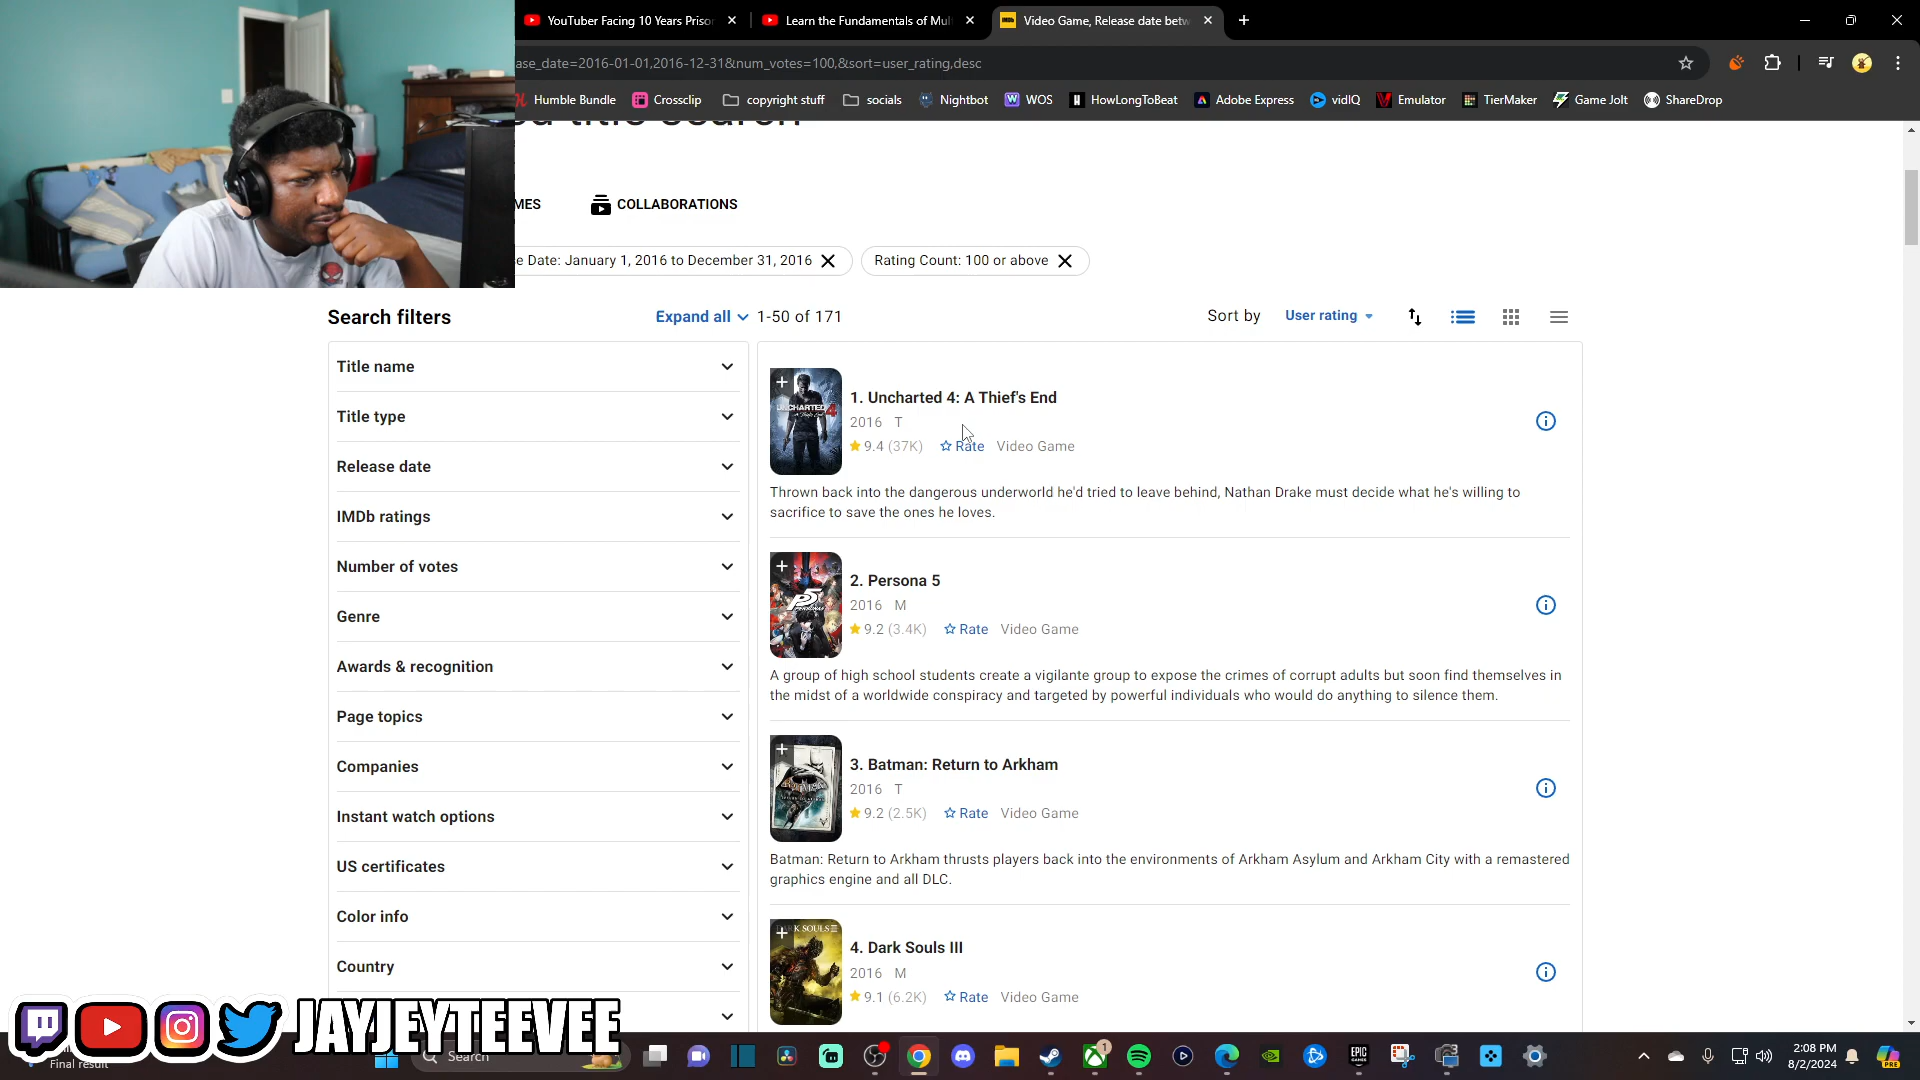 YouTuber Facing 10 Years Priso
Learn the Fundamentals of Mul
Video Game, Release date betw
ase_date=2016-01-01,2016-12-31&num_votes=100,&sort=user_rating,desc
Humble Bundle
Crosscliip
copyright stuff
socials
Nightbot
WOS
HowLongToBeat
Adobe Express
vidIQ
Emulator
TierMaker
Game Jolt
ShareDrop
title search
MES
COLLABORATIONS
e Date: January 1, 2016 to December 31, 2016
Rating Count: 100 or above
Search filters
Expand all
1-50 of 171
Sort by
User rating
Title name
Title type
Release date
IMDb ratings
Number of votes
Genre
Awards & recognition
Page topics
Companies
Instant watch options
US certificates
Color info
Country
UNCHARTED 4
1. Uncharted 4: A Thief's End
2016 T
9.4 (37K) Rate Video Game
Thrown back into the dangerous underworld he'd tried to leave behind, Nathan Drake must decide what he's willing to
sacrifice to save the ones he loves.
P5
2. Persona 5
2016 M
9.2 (3.4K) Rate Video Game
A group of high school students create a vigilante group to expose the crimes of corrupt adults but soon find themselves in
the midst of a worldwide conspiracy and targeted by powerful individuals who would do anything to silence them.
3. Batman: Return to Arkham
2016 T
9.2 (2.5K) Rate Video Game
Batman: Return to Arkham thrusts players back into the environments of Arkham Asylum and Arkham City with a remastered
graphics engine and all DLC.
4. Dark Souls III
2016 M
9.1 (6.2K) Rate Video Game
JAYJEYTEEVEE
Final result
Search
EPIC
GAMES
1
2:08 PM
8/2/2024
PRE